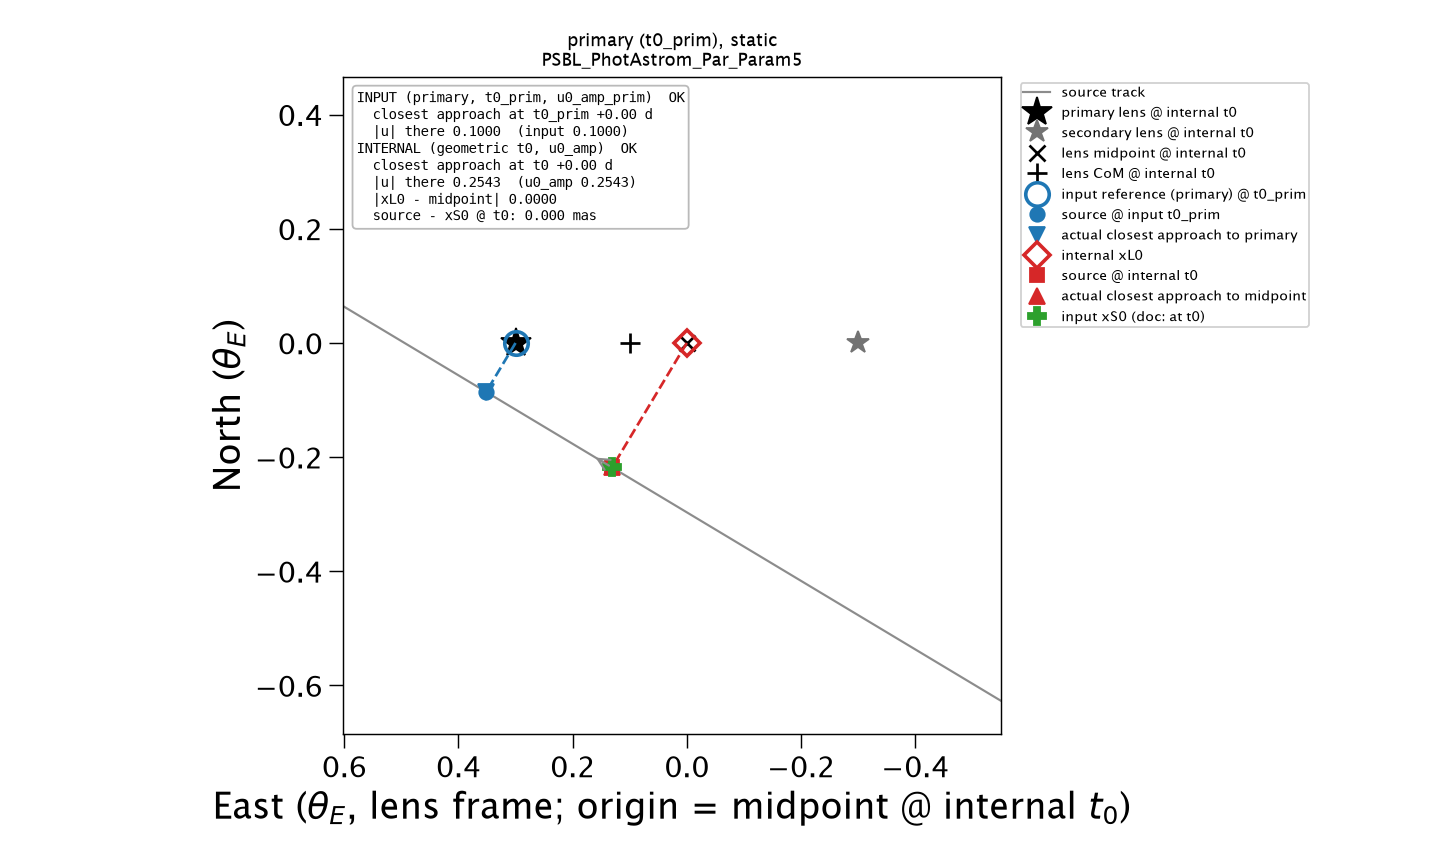 primary (t0_prim), static
PSBL_PhotAstrom_Par_Param5
INPUT (primary, t0_prim, u0_amp_prim)  OK
closest approach at t0_prim +0.00 d
|u| there 0.1000  (input 0.1000)
INTERNAL (geometric t0, u0_amp)  OK
closest approach at t0 +0.00 d
|u| there 0.2543  (u0_amp 0.2543)
|xL0 - midpoint| 0.0000
source - xS0 @ t0: 0.000 mas
source track
primary lens @ internal t0
secondary lens @ internal t0
lens midpoint @ internal t0
lens CoM @ internal t0
input reference (primary) @ t0_prim
source @ input t0_prim
actual closest approach to primary
internal xL0
source @ internal t0
actual closest approach to midpoint
input xS0 (doc: at t0)
North (θ_E)
0.4
0.2
0.0
−0.2
−0.4
−0.6
0.6 0.4 0.2 0.0 −0.2 −0.4
East (θ_E, lens frame; origin = midpoint @ internal t_0)